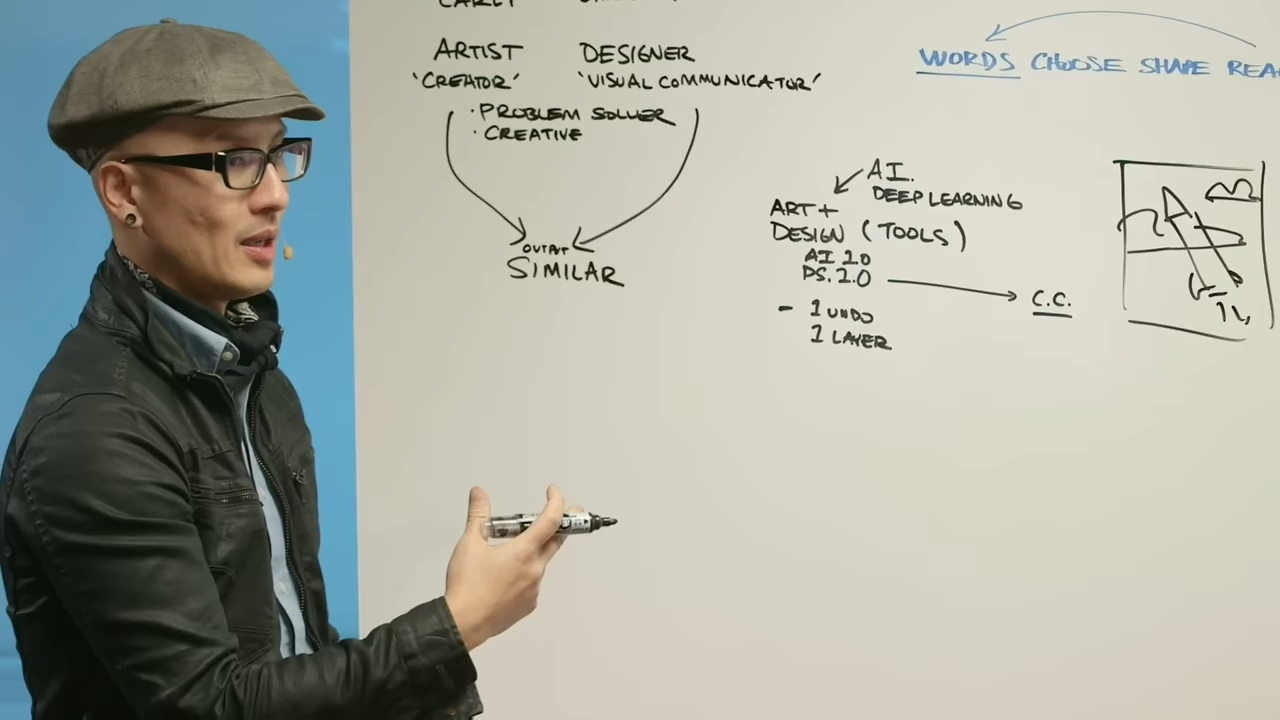 ARTIST DESIGNER
'CREATOR' 'VISUAL COMMUNICATOR'
· PROBLEM SOLVER
· CREATIVE
OUTPUT
SIMILAR
WORDS CHOOSE SHAPE REA
A.I.
DEEP LEARNING
ART +
DESIGN (TOOLS)
AI 1.0
PS. 1.0
C.C.
- 1 UNDO
1 LAYER